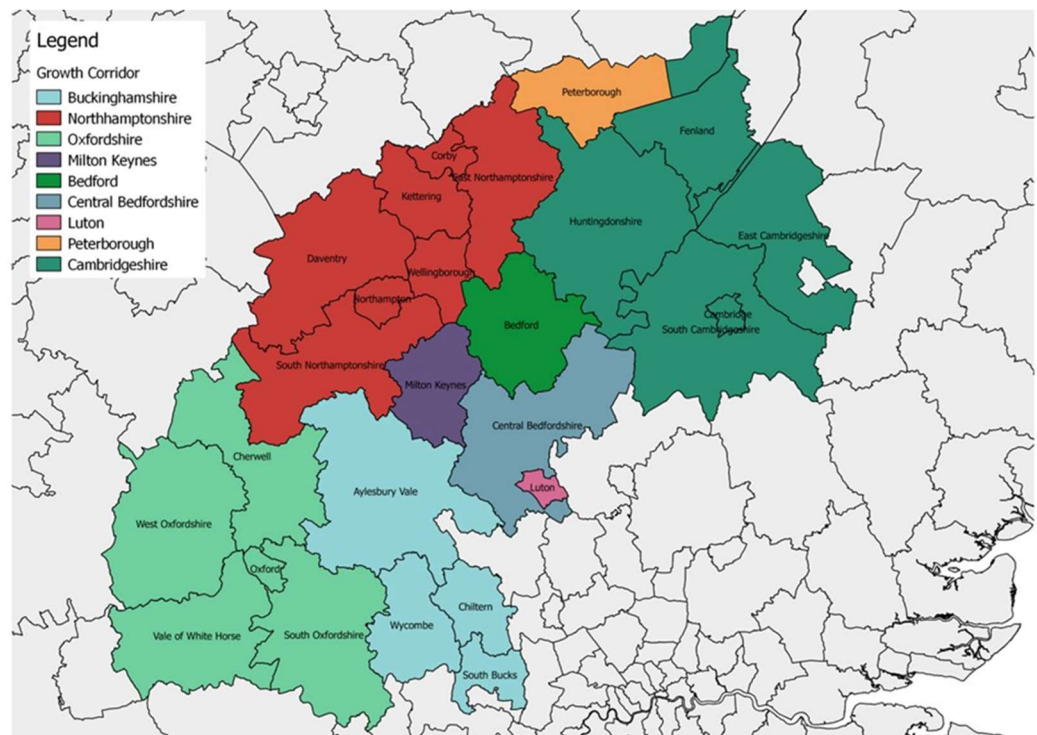 Legend
Growth Corridor
Buckinghamshire
Northhamptonshire
Oxfordshire
Milton Keynes
Bedford
Central Bedfordshire
Luton
Peterborough
Cambridgeshire
Peterborough
Fenland
Corby
East Northamptonshire
Kettering
Huntingdonshire
East Cambridgeshire
Daventry
Wellingborough
Northampton
Cambridge
Bedford
South Cambridgeshire
South Northamptonshire
Milton Keynes
Central Bedfordshire
Cherwell
Aylesbury Vale
Luton
West Oxfordshire
Oxford
Chiltern
Wycombe
Vale of White Horse
South Oxfordshire
South Bucks